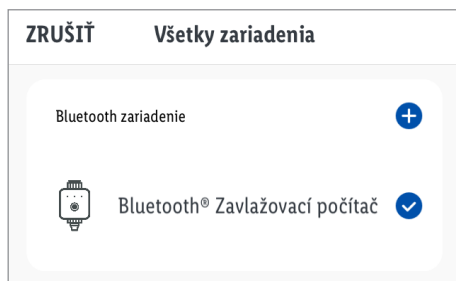 ZRUŠIŤ Všetky zariadenia
Bluetooth zariadenie
Bluetooth® Zavlažovací počítač